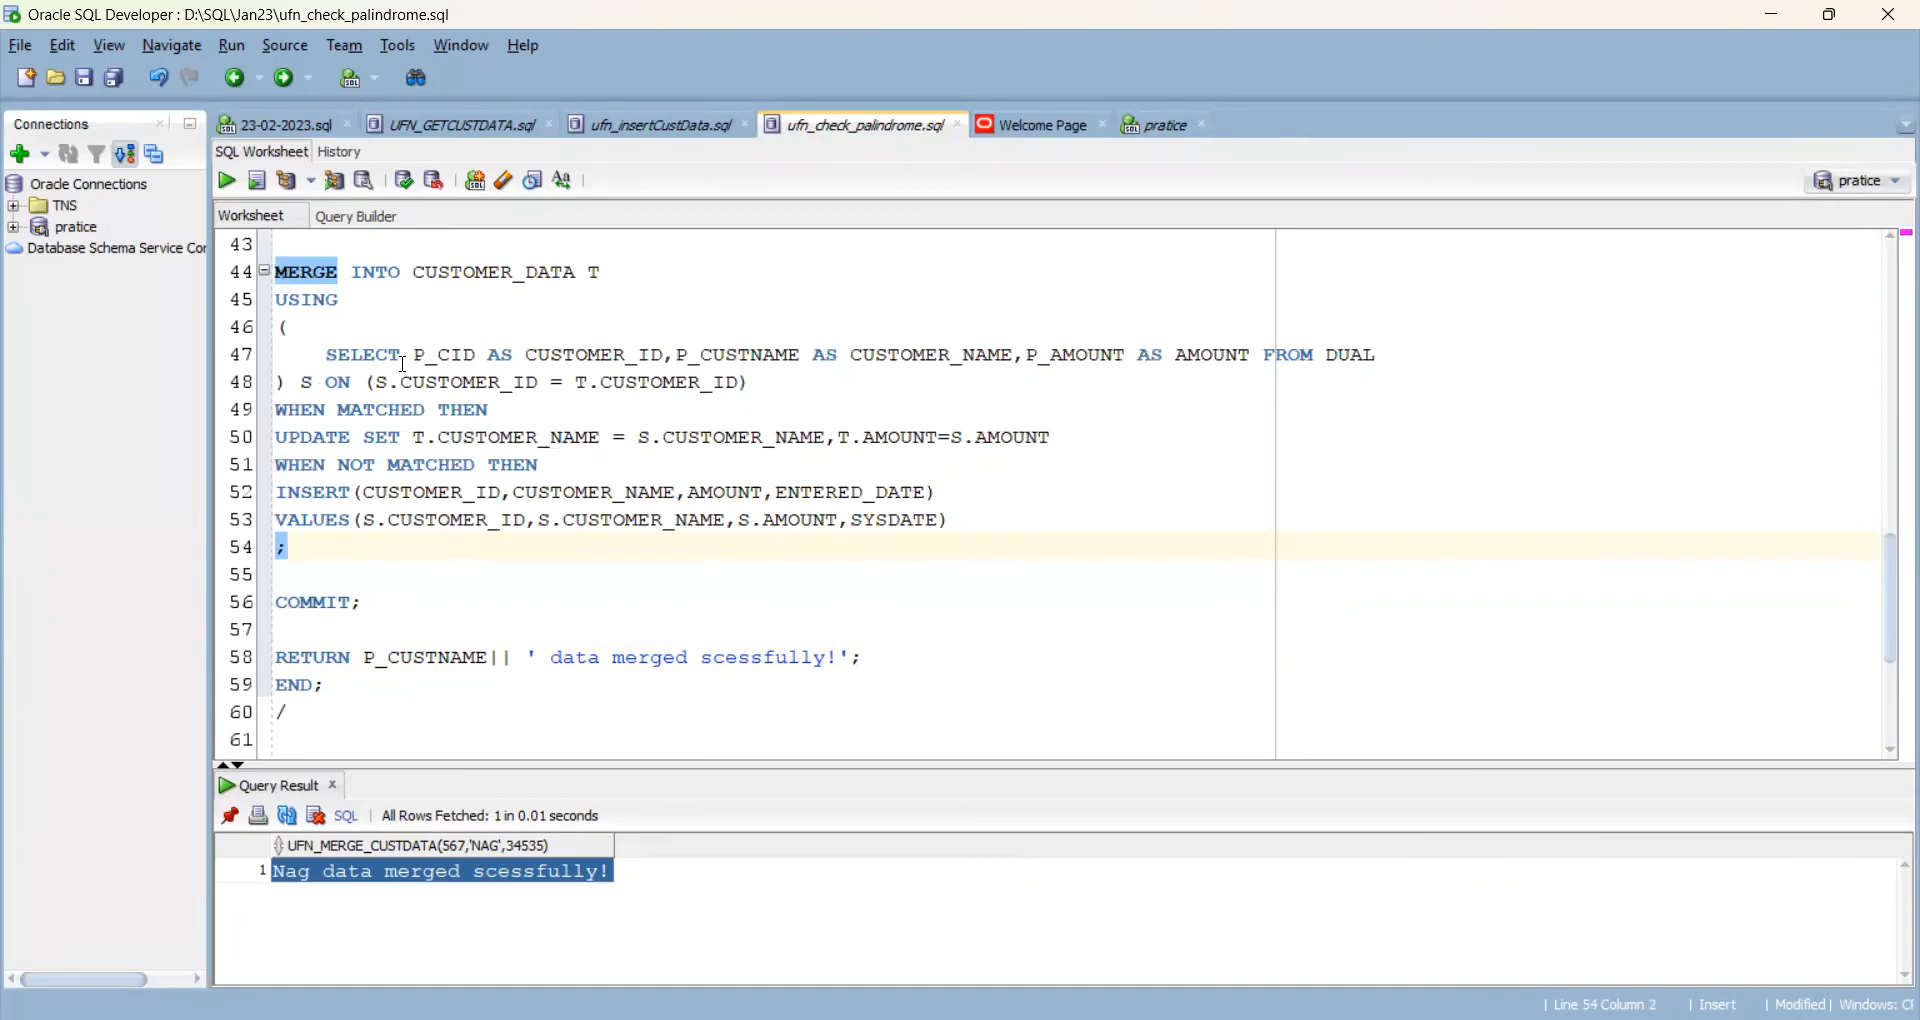 Oracle SQL Developer : D:\SQL\Jan23\ufn_check_palindrome.sql
File Edit View Navigate Run Source Team Tools Window Help
Connections
23-02-2023.sql UFN_GETCUSTDATA.sql ufn_insertCustData.sql ufn_check_palindrome.sql Welcome Page pratice
SQL Worksheet History
pratice
Oracle Connections
TNS
pratice
Database Schema Service Cor
Worksheet Query Builder
43
44 MERGE INTO CUSTOMER_DATA T
45 USING
46 (
47 SELECT P_CID AS CUSTOMER_ID,P_CUSTNAME AS CUSTOMER_NAME,P_AMOUNT AS AMOUNT FROM DUAL
48 ) S ON (S.CUSTOMER_ID = T.CUSTOMER_ID)
49 WHEN MATCHED THEN
50 UPDATE SET T.CUSTOMER_NAME = S.CUSTOMER_NAME,T.AMOUNT=S.AMOUNT
51 WHEN NOT MATCHED THEN
52 INSERT(CUSTOMER_ID,CUSTOMER_NAME,AMOUNT,ENTERED_DATE)
53 VALUES(S.CUSTOMER_ID,S.CUSTOMER_NAME,S.AMOUNT,SYSDATE)
54 ;
55
56 COMMIT;
57
58 RETURN P_CUSTNAME|| ' data merged scessfully!';
59 END;
60 /
61
Query Result
SQL | All Rows Fetched: 1 in 0.01 seconds
UFN_MERGE_CUSTDATA(567,'NAG',34535)
1 Nag data merged scessfully!
| Line 54 Column 2 | Insert | Modified | Windows: CF